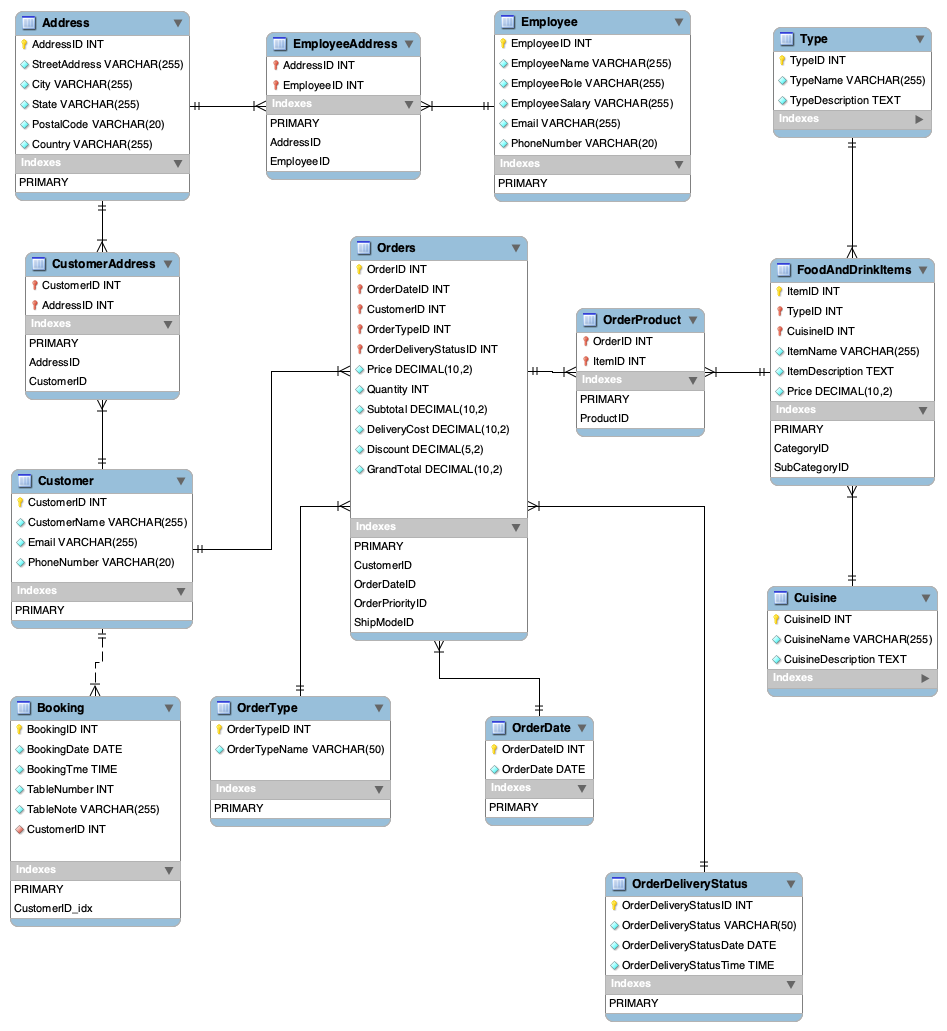 Address
AddressID INT
StreetAddress VARCHAR(255)
City VARCHAR(255)
State VARCHAR(255)
PostalCode VARCHAR(20)
Country VARCHAR(255)
Indexes
PRIMARY
EmployeeAddress
AddressID INT
EmployeeID INT
Indexes
PRIMARY
AddressID
EmployeeID
Employee
EmployeeID INT
EmployeeName VARCHAR(255)
EmployeeRole VARCHAR(255)
EmployeeSalary VARCHAR(255)
Email VARCHAR(255)
PhoneNumber VARCHAR(20)
Indexes
PRIMARY
Type
TypeID INT
TypeName VARCHAR(255)
TypeDescription TEXT
Indexes
CustomerAddress
CustomerID INT
AddressID INT
Indexes
PRIMARY
AddressID
CustomerID
Orders
OrderID INT
OrderDateID INT
CustomerID INT
OrderTypeID INT
OrderDeliveryStatusID INT
Price DECIMAL(10,2)
Quantity INT
Subtotal DECIMAL(10,2)
DeliveryCost DECIMAL(10,2)
Discount DECIMAL(5,2)
GrandTotal DECIMAL(10,2)
Indexes
PRIMARY
CustomerID
OrderDateID
OrderPriorityID
ShipModeID
OrderProduct
OrderID INT
ItemID INT
Indexes
PRIMARY
ProductID
FoodAndDrinkItems
ItemID INT
TypeID INT
CuisineID INT
ItemName VARCHAR(255)
ItemDescription TEXT
Price DECIMAL(10,2)
Indexes
PRIMARY
CategoryID
SubCategoryID
Customer
CustomerID INT
CustomerName VARCHAR(255)
Email VARCHAR(255)
PhoneNumber VARCHAR(20)
Indexes
PRIMARY
Cuisine
CuisineID INT
CuisineName VARCHAR(255)
CuisineDescription TEXT
Indexes
Booking
BookingID INT
BookingDate DATE
BookingTme TIME
TableNumber INT
TableNote VARCHAR(255)
CustomerID INT
Indexes
PRIMARY
CustomerID_idx
OrderType
OrderTypeID INT
OrderTypeName VARCHAR(50)
Indexes
PRIMARY
OrderDate
OrderDateID INT
OrderDate DATE
Indexes
PRIMARY
OrderDeliveryStatus
OrderDeliveryStatusID INT
OrderDeliveryStatus VARCHAR(50)
OrderDeliveryStatusDate DATE
OrderDeliveryStatusTime TIME
Indexes
PRIMARY